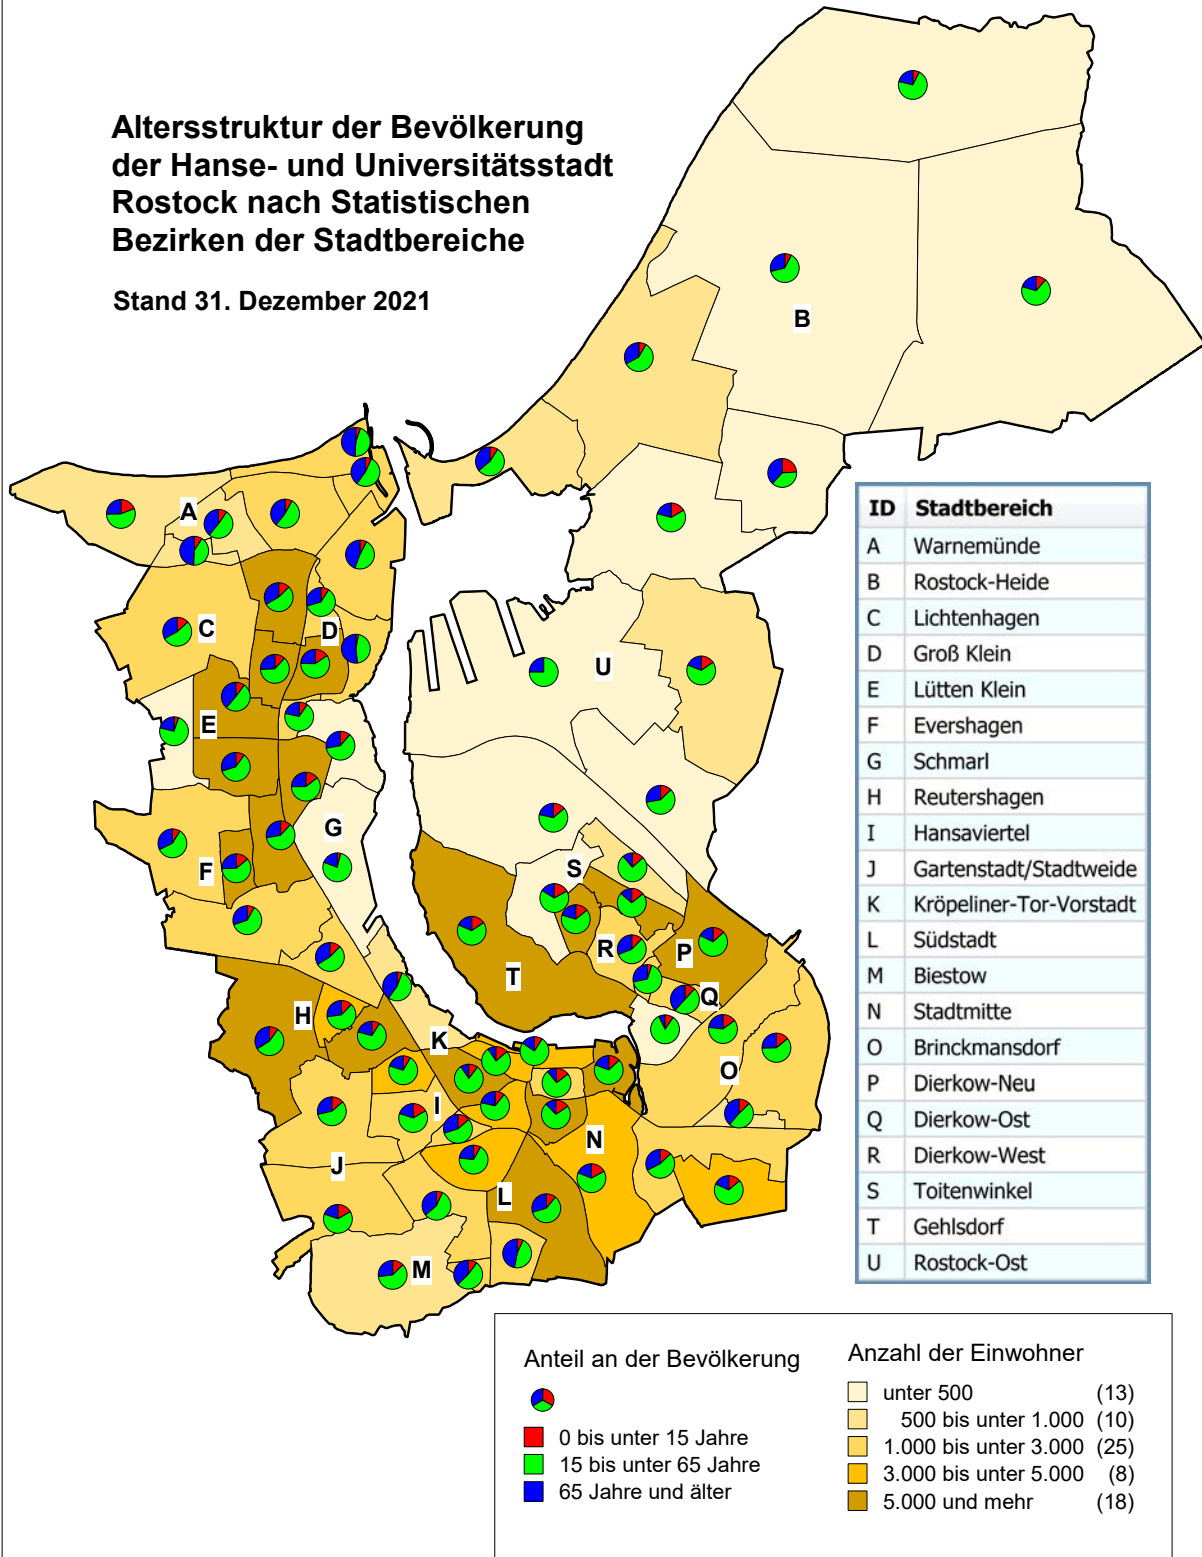 Altersstruktur der Bevölkerung
der Hanse- und Universitätsstadt
Rostock nach Statistischen
Bezirken der Stadtbereiche
Stand 31. Dezember 2021
B
A
C
D
E
U
G
F
S
R
P
Q
T
H
K
O
I
N
J
L
M
ID Stadtbereich
A Warnemünde
B Rostock-Heide
C Lichtenhagen
D Groß Klein
E Lütten Klein
F Evershagen
G Schmarl
H Reutershagen
I Hansaviertel
J Gartenstadt/Stadtweide
K Kröpeliner-Tor-Vorstadt
L Südstadt
M Biestow
N Stadtmitte
O Brinckmansdorf
P Dierkow-Neu
Q Dierkow-Ost
R Dierkow-West
S Toitenwinkel
T Gehlsdorf
U Rostock-Ost
Anteil an der Bevölkerung
0 bis unter 15 Jahre
15 bis unter 65 Jahre
65 Jahre und älter
Anzahl der Einwohner
unter 500 (13)
500 bis unter 1.000 (10)
1.000 bis unter 3.000 (25)
3.000 bis unter 5.000 (8)
5.000 und mehr (18)